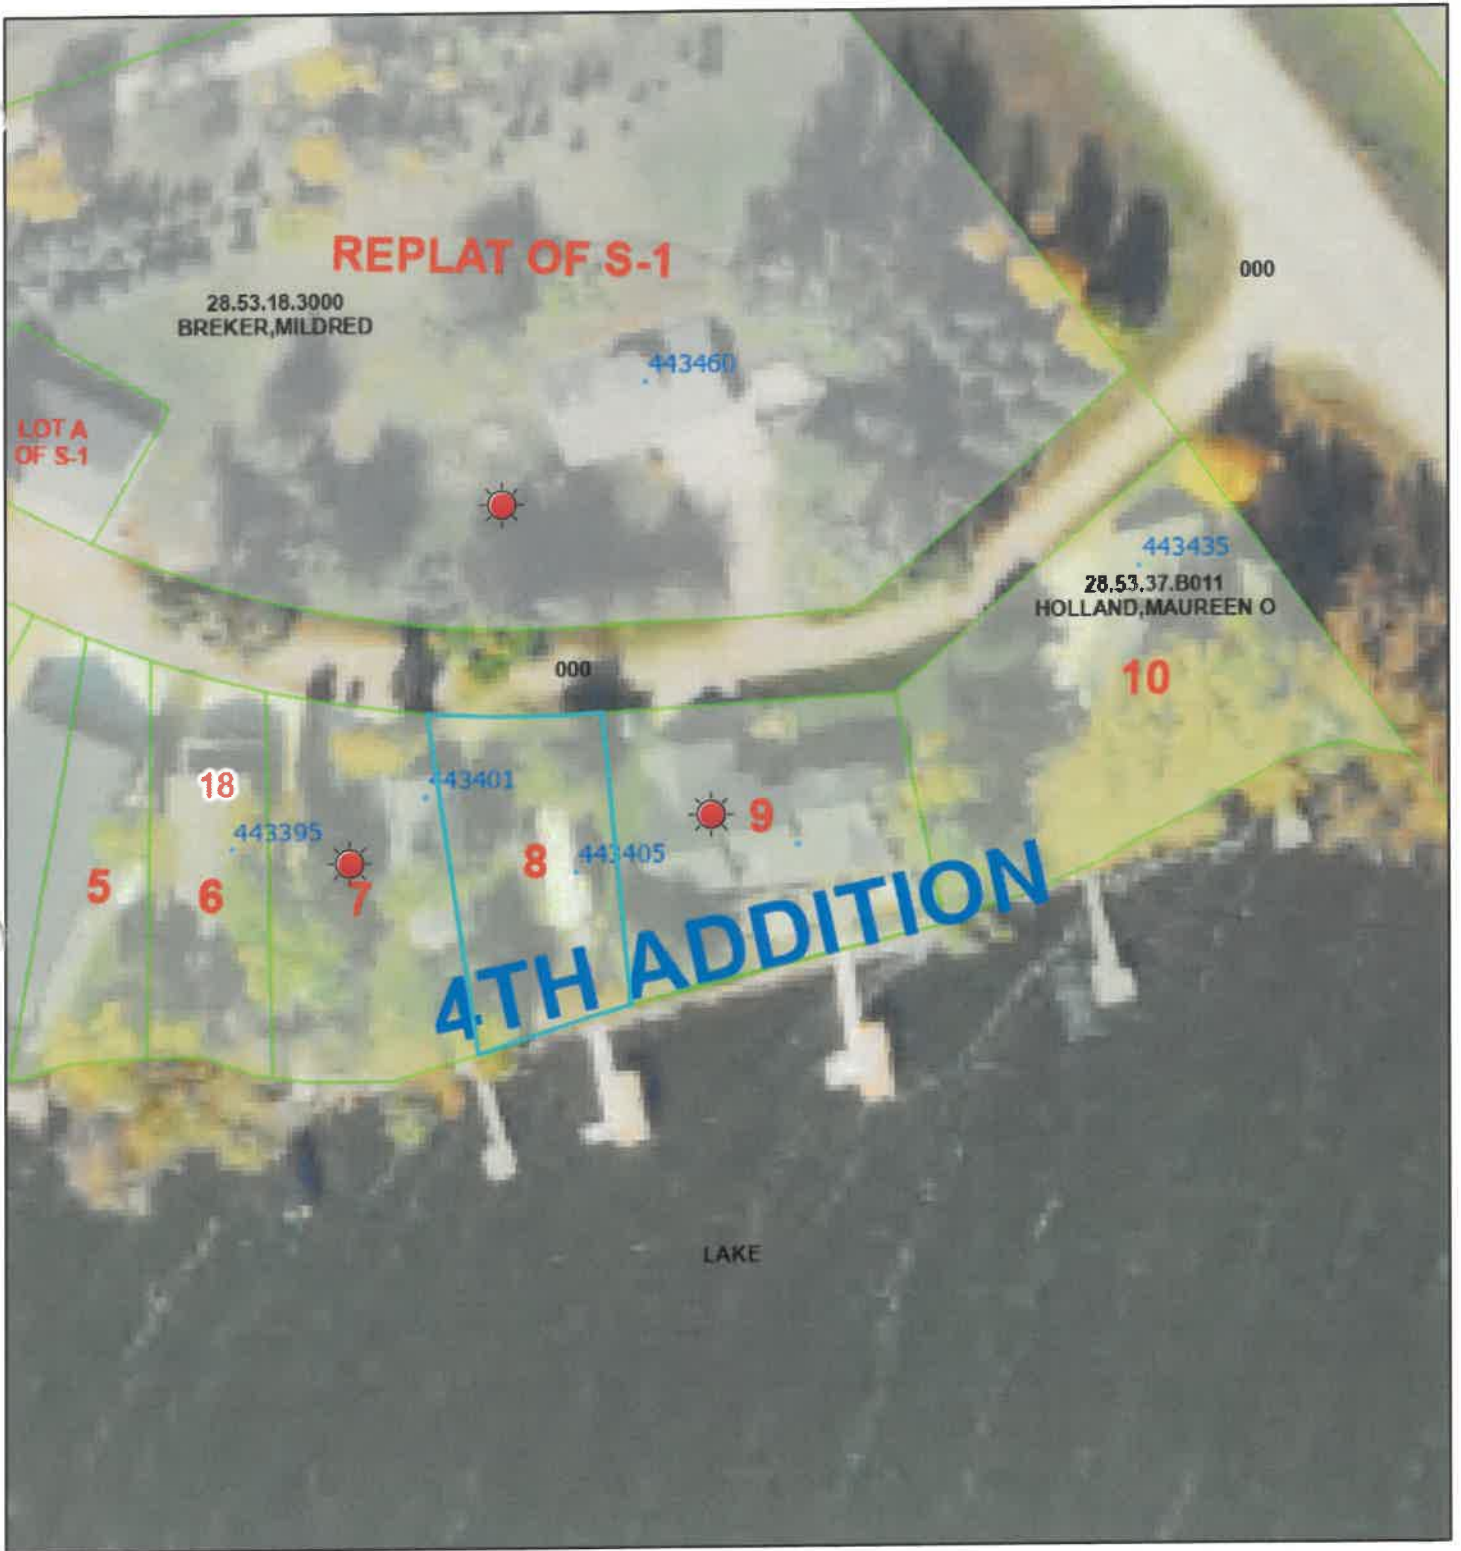 REPLAT OF S-1
000
28.53.18.3000
BREKER,MILDRED
443460
LOT A
OF S-1
443435
28.53.37.B011
HOLLAND,MAUREEN O
000
10
443401
18
9
443395
8
443405
5
6
7
4TH ADDITION
LAKE